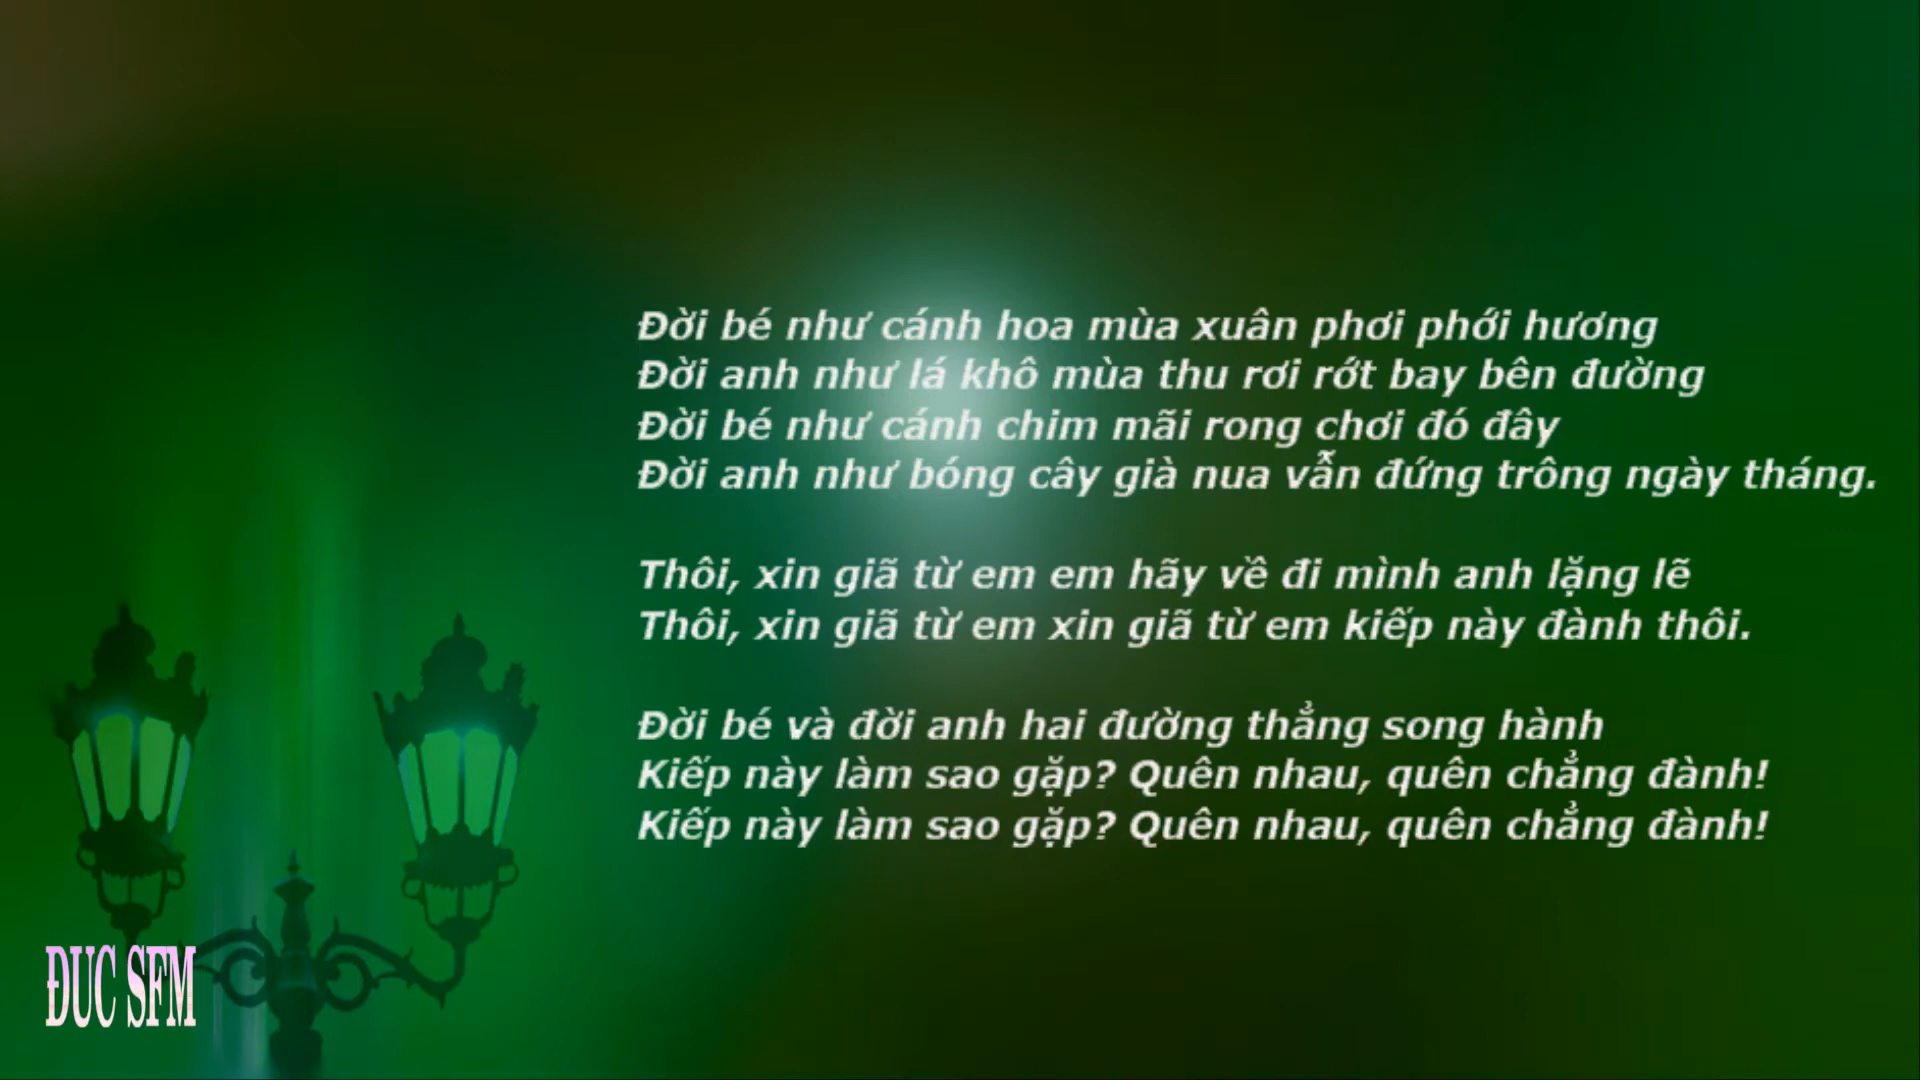 Đời bé như cánh hoa mùa xuân phơi phới hương
Đời anh như lá khô mùa thu rơi rớt bay bên đường
Đời bé như cánh chim mãi rong chơi đó đây
Đời anh như bóng cây già nua vẫn đứng trông ngày tháng.
Thôi, xin giã từ em em hãy về đi mình anh lặng lẽ
Thôi, xin giã từ em xin giã từ em kiếp này đành thôi.
Đời bé và đời anh hai đường thẳng song hành
Kiếp này làm sao gặp? Quên nhau, quên chẳng đành!
Kiếp này làm sao gặp? Quên nhau, quên chẳng đành!
ĐUC SFM